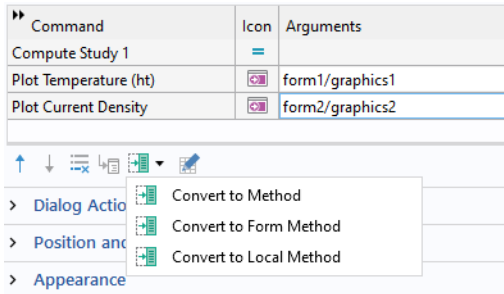 Command Icon Arguments
Compute Study 1 =
Plot Temperature (ht) form1/graphics1
Plot Current Density form2/graphics2
Convert to Method
Dialog Actio
Convert to Form Method
Position and
Convert to Local Method
Appearance